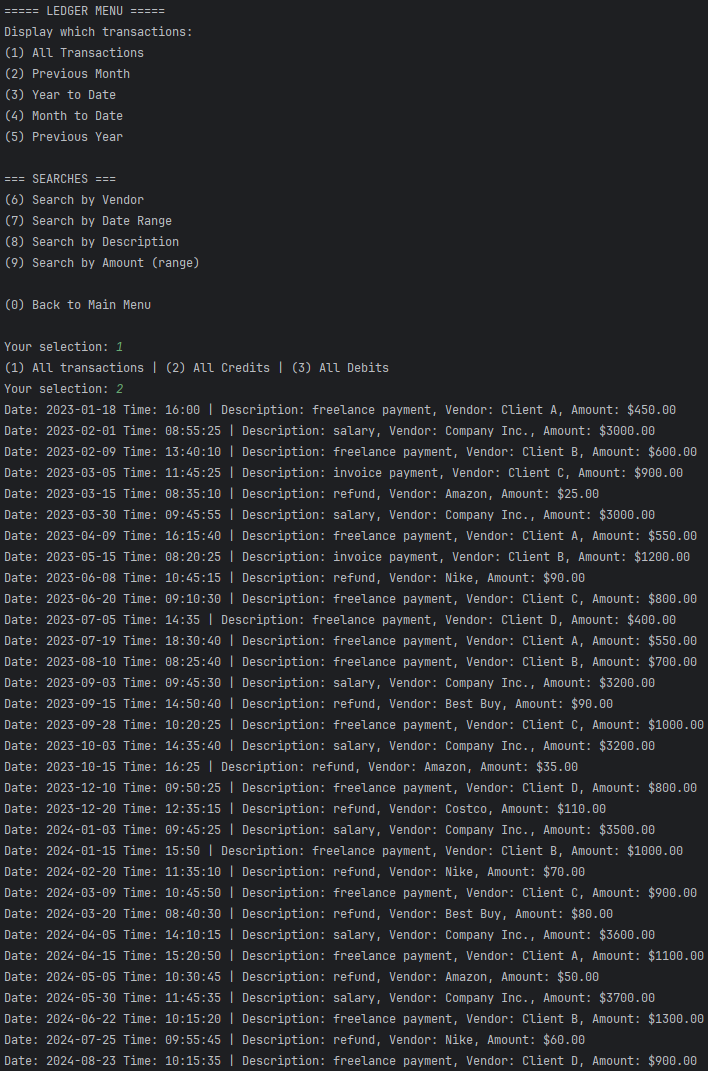 ===== LEDGER MENU =====
Display which transactions:
(1) All Transactions
(2) Previous Month
(3) Year to Date
(4) Month to Date
(5) Previous Year
=== SEARCHES ===
(6) Search by Vendor
(7) Search by Date Range
(8) Search by Description
(9) Search by Amount (range)
(0) Back to Main Menu
Your selection: 1
(1) All transactions | (2) All Credits | (3) All Debits
Your selection: 2
Date: 2023-01-18 Time: 16:00 | Description: freelance payment, Vendor: Client A, Amount: $450.00
Date: 2023-02-01 Time: 08:55:25 | Description: salary, Vendor: Company Inc., Amount: $3000.00
Date: 2023-02-09 Time: 13:40:10 | Description: freelance payment, Vendor: Client B, Amount: $600.00
Date: 2023-03-05 Time: 11:45:25 | Description: invoice payment, Vendor: Client C, Amount: $900.00
Date: 2023-03-15 Time: 08:35:10 | Description: refund, Vendor: Amazon, Amount: $25.00
Date: 2023-03-30 Time: 09:45:55 | Description: salary, Vendor: Company Inc., Amount: $3000.00
Date: 2023-04-09 Time: 16:15:40 | Description: freelance payment, Vendor: Client A, Amount: $550.00
Date: 2023-05-15 Time: 08:20:25 | Description: invoice payment, Vendor: Client B, Amount: $1200.00
Date: 2023-06-08 Time: 10:45:15 | Description: refund, Vendor: Nike, Amount: $90.00
Date: 2023-06-20 Time: 09:10:30 | Description: freelance payment, Vendor: Client C, Amount: $800.00
Date: 2023-07-05 Time: 14:35 | Description: freelance payment, Vendor: Client D, Amount: $400.00
Date: 2023-07-19 Time: 18:30:40 | Description: freelance payment, Vendor: Client A, Amount: $550.00
Date: 2023-08-10 Time: 08:25:40 | Description: freelance payment, Vendor: Client B, Amount: $700.00
Date: 2023-09-03 Time: 09:45:30 | Description: salary, Vendor: Company Inc., Amount: $3200.00
Date: 2023-09-15 Time: 14:50:40 | Description: refund, Vendor: Best Buy, Amount: $90.00
Date: 2023-09-28 Time: 10:20:25 | Description: freelance payment, Vendor: Client C, Amount: $1000.00
Date: 2023-10-03 Time: 14:35:40 | Description: salary, Vendor: Company Inc., Amount: $3200.00
Date: 2023-10-15 Time: 16:25 | Description: refund, Vendor: Amazon, Amount: $35.00
Date: 2023-12-10 Time: 09:50:25 | Description: freelance payment, Vendor: Client D, Amount: $800.00
Date: 2023-12-20 Time: 12:35:15 | Description: refund, Vendor: Costco, Amount: $110.00
Date: 2024-01-03 Time: 09:45:25 | Description: salary, Vendor: Company Inc., Amount: $3500.00
Date: 2024-01-15 Time: 15:50 | Description: freelance payment, Vendor: Client B, Amount: $1000.00
Date: 2024-02-20 Time: 11:35:10 | Description: refund, Vendor: Nike, Amount: $70.00
Date: 2024-03-09 Time: 10:45:50 | Description: freelance payment, Vendor: Client C, Amount: $900.00
Date: 2024-03-20 Time: 08:40:30 | Description: refund, Vendor: Best Buy, Amount: $80.00
Date: 2024-04-05 Time: 14:10:15 | Description: salary, Vendor: Company Inc., Amount: $3600.00
Date: 2024-04-15 Time: 15:20:50 | Description: freelance payment, Vendor: Client A, Amount: $1100.00
Date: 2024-05-05 Time: 10:30:45 | Description: refund, Vendor: Amazon, Amount: $50.00
Date: 2024-05-30 Time: 11:45:35 | Description: salary, Vendor: Company Inc., Amount: $3700.00
Date: 2024-06-22 Time: 10:15:20 | Description: freelance payment, Vendor: Client B, Amount: $1300.00
Date: 2024-07-25 Time: 09:55:45 | Description: refund, Vendor: Nike, Amount: $60.00
Date: 2024-08-23 Time: 10:15:35 | Description: freelance payment, Vendor: Client D, Amount: $900.00